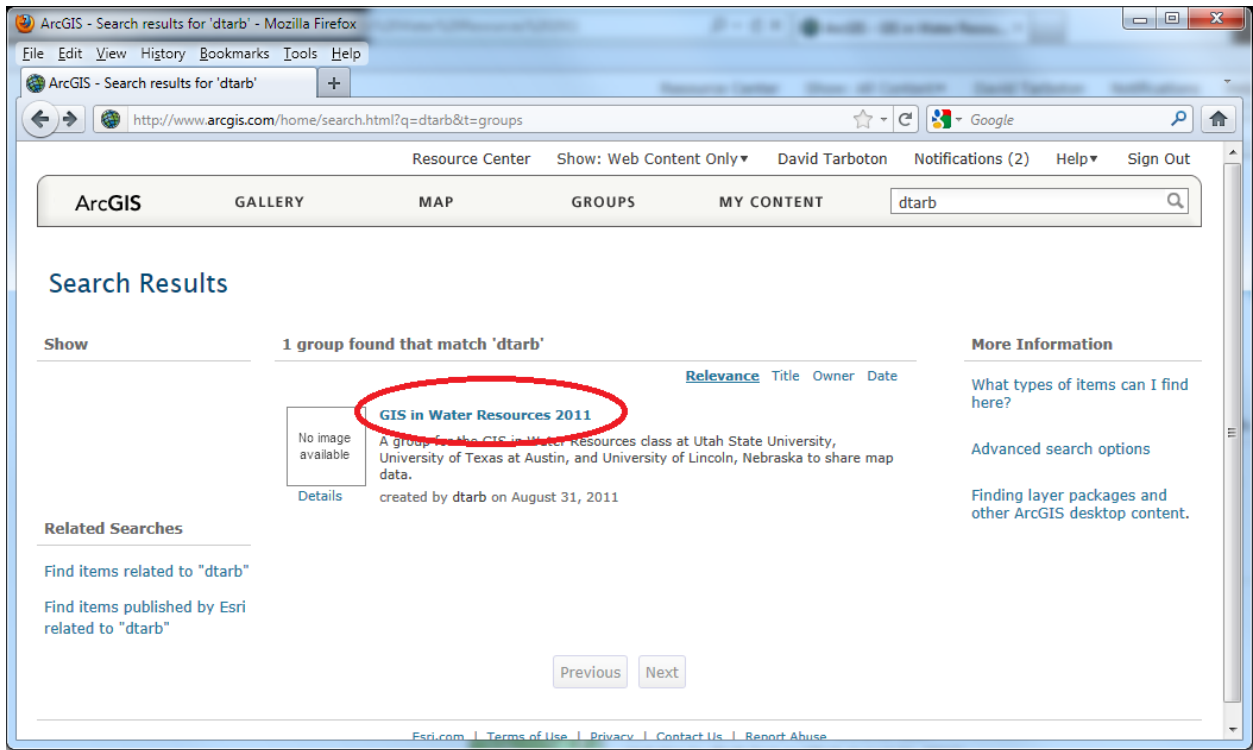 ArcGIS - Search results for 'dtarb' - Mozilla Firefox
File Edit View History Bookmarks Tools Help
ArcGIS - Search results for 'dtarb'
http://www.arcgis.com/home/search.html?q=dtarb&t=groups
Google
Resource Center Show: Web Content Only David Tarboton Notifications (2) Help Sign Out
ArcGIS GALLERY MAP GROUPS MY CONTENT dtarb
Search Results
Show
1 group found that match 'dtarb'
Relevance Title Owner Date
No image
available
Details
GIS in Water Resources 2011
A group for the GIS in Water Resources class at Utah State University,
University of Texas at Austin, and University of Lincoln, Nebraska to share map
data.
created by dtarb on August 31, 2011
More Information
What types of items can I find
here?
Advanced search options
Finding layer packages and
other ArcGIS desktop content.
Related Searches
Find items related to "dtarb"
Find items published by Esri
related to "dtarb"
Previous Next
Esri.com | Terms of Use | Privacy | Contact Us | Report Abuse